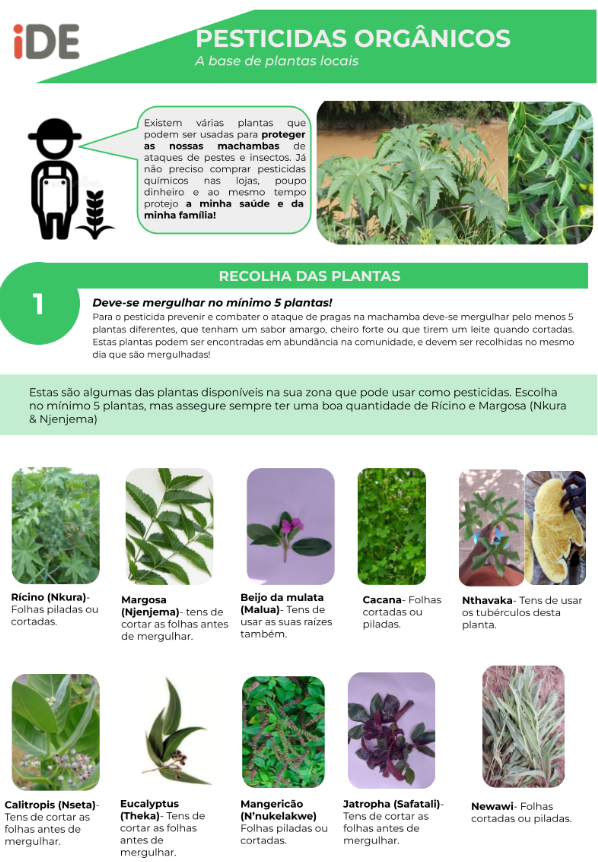 iDE
PESTICIDAS ORGÂNICOS
A base de plantas locais
Existem várias plantas que
podem ser usadas para proteger
as nossas machambas de
ataques de pestes e insectos. Já
não preciso comprar pesticidas
químicos nas lojas, poupo
dinheiro e ao mesmo tempo
protejo a minha saúde e da
minha família!
1
RECOLHA DAS PLANTAS
Deve-se mergulhar no mínimo 5 plantas!
Para o pesticida prevenir e combater o ataque de pragas na machamba deve-se mergulhar pelo menos 5
plantas diferentes, que tenham um sabor amargo, cheiro forte ou que tirem um leite quando cortadas.
Estas plantas podem ser encontradas em abundância na comunidade, e devem ser recolhidas no mesmo
dia que são mergulhadas!
Estas são algumas das plantas disponíveis na sua zona que pode usar como pesticidas. Escolha
no mínimo 5 plantas, mas assegure sempre ter uma boa quantidade de Rícino e Margosa (Nkura
& Njenjema)
Rícino (Nkura)-
Folhas piladas ou
cortadas.
Margosa
(Njenjema)- tens de
cortar as folhas antes
de mergulhar.
Beijo da mulata
(Malua)- Tens de
usar as suas raízes
também.
Cacana- Folhas
cortadas ou
piladas.
Nthavaka- Tens de usar
os tubérculos desta
planta.
Calitropis (Nseta)-
Tens de cortar as
folhas antes de
mergulhar.
Eucalyptus
(Theka)- Tens de
cortar as folhas
antes de
mergulhar.
Mangericão
(N'nukelakwe)
Folhas piladas ou
cortadas.
Jatropha (Safatali)-
Tens de cortar as
folhas antes de
mergulhar.
Newawi- Folhas
cortadas ou piladas.